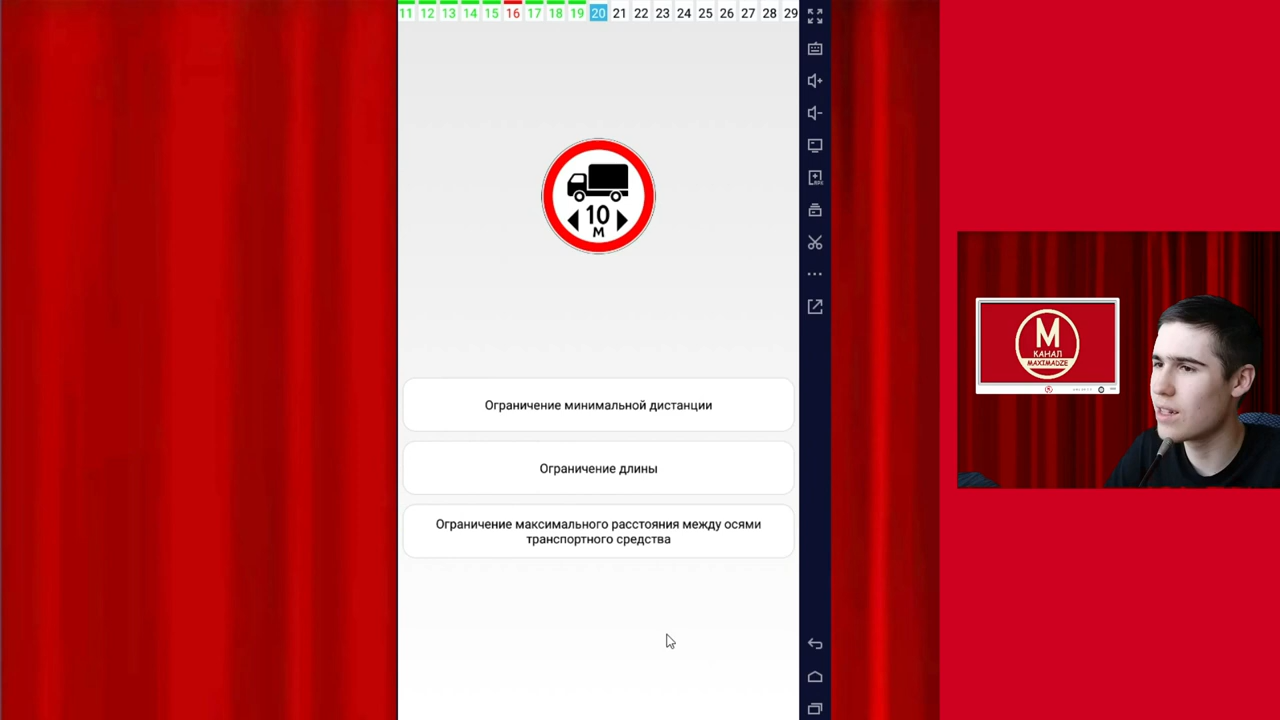 11 12 13 14 15 16 17 18 19 20 21 22 23 24 25 26 27 28 29
10
М
Ограничение минимальной дистанции
Ограничение длины
Ограничение максимального расстояния между осями
транспортного средства
М
КАНАЛ
MAXIMADZE